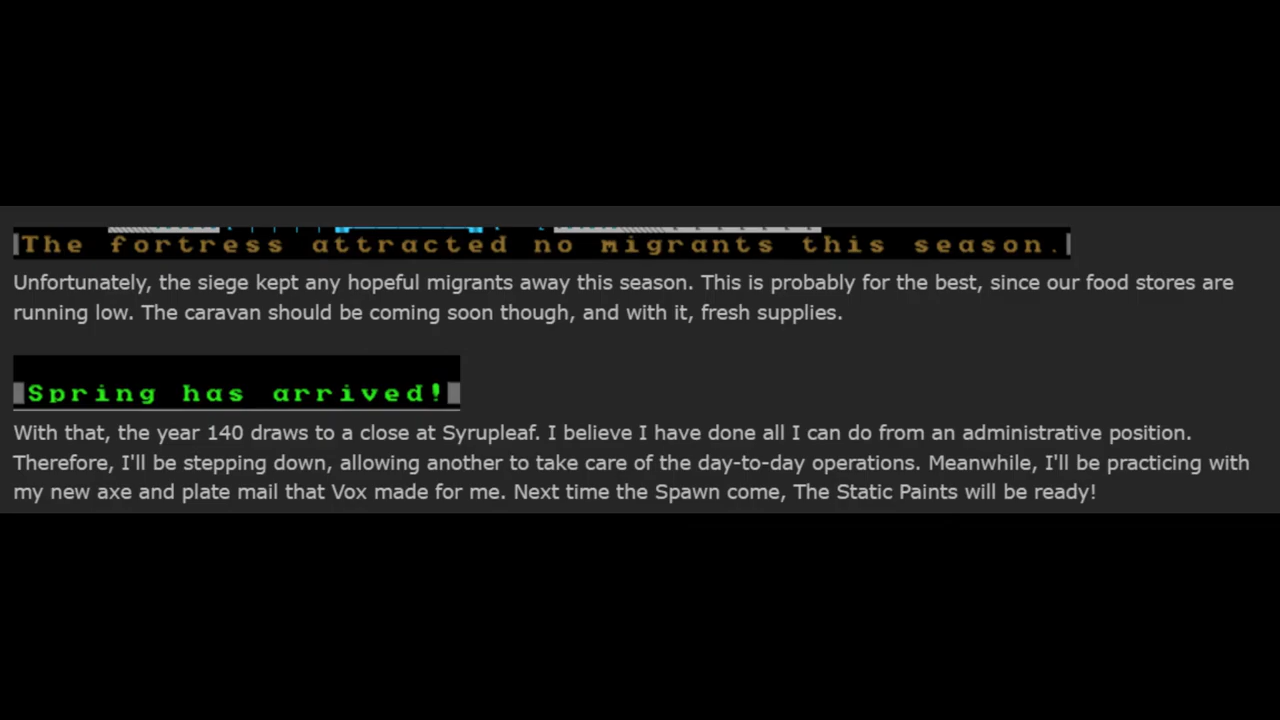 The fortress attracted no migrants this season.
Unfortunately, the siege kept any hopeful migrants away this season. This is probably for the best, since our food stores are
running low. The caravan should be coming soon though, and with it, fresh supplies.
Spring has arrived!
With that, the year 140 draws to a close at Syrupleaf. I believe I have done all I can do from an administrative position.
Therefore, I'll be stepping down, allowing another to take care of the day-to-day operations. Meanwhile, I'll be practicing with
my new axe and plate mail that Vox made for me. Next time the Spawn come, The Static Paints will be ready!